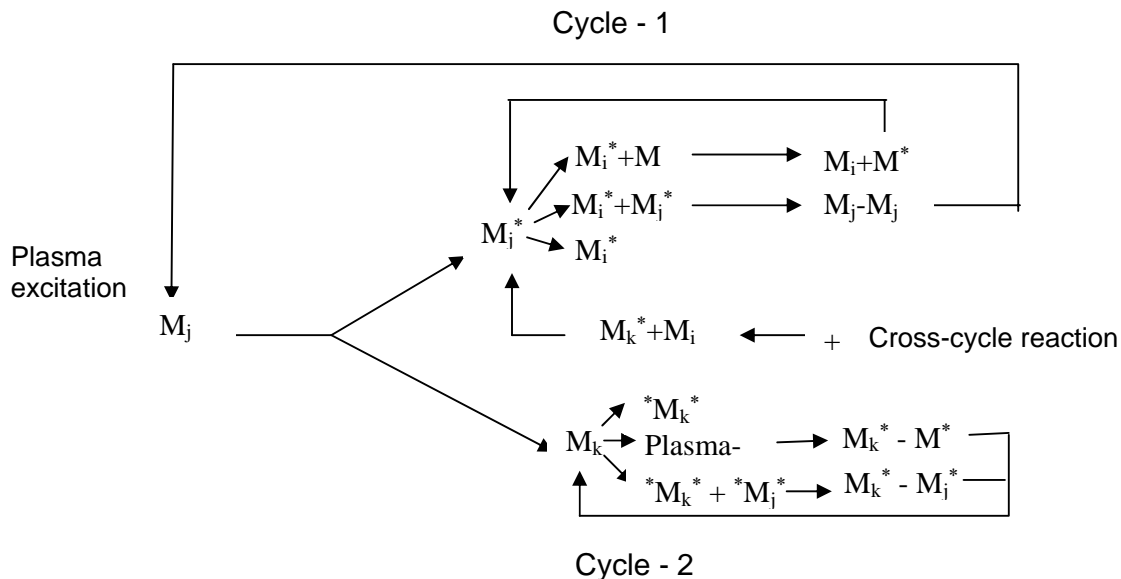 Cycle - 1
Mᵢ*+M → Mᵢ+M*
Mᵢ*+Mⱼ* → Mⱼ-Mⱼ
Mⱼ*
Mᵢ*
Plasma
excitation
Mⱼ
Mₖ*+Mᵢ ← + Cross-cycle reaction
*Mₖ*
Mₖ Plasma- → Mₖ* - M*
*Mₖ* + *Mⱼ* → Mₖ* - Mⱼ*
Cycle - 2